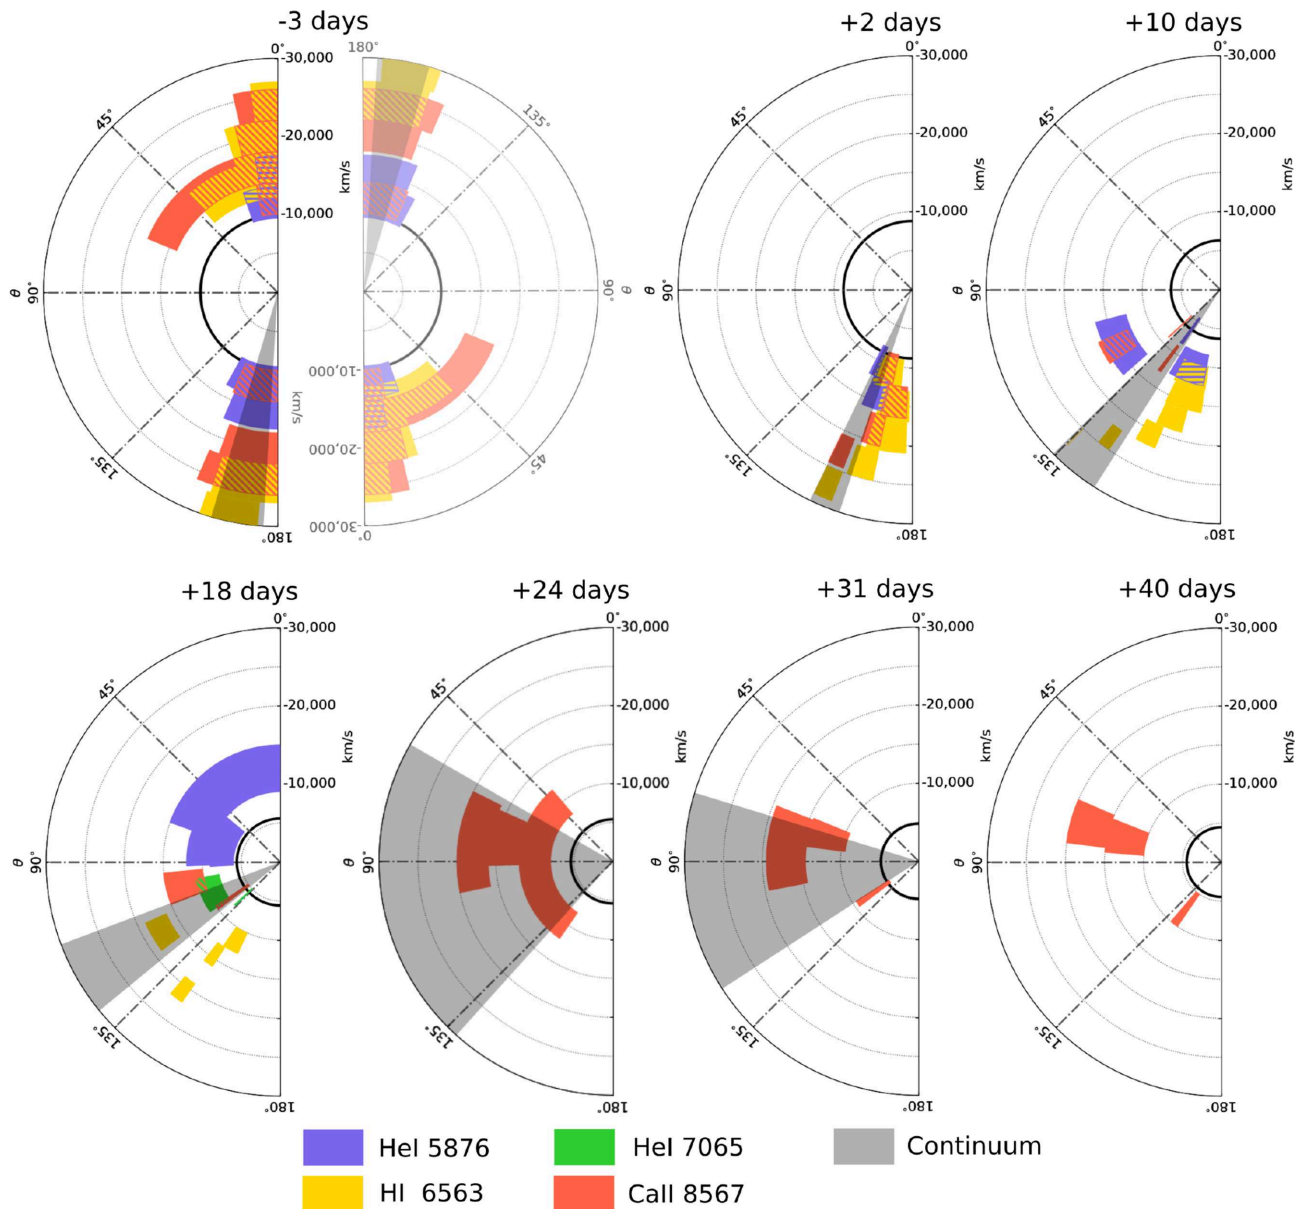 -3 days
+2 days
+10 days
0°
-30,000
45°
-20,000
km/s
-10,000
θ
90°
135°
180°
180°
135°
90°
θ
-10,000
km/s
-20,000
45°
-30,000
0°
0°
45°
-20,000
km/s
-10,000
θ
90°
135°
180°
-30,000
0°
-30,000
45°
-20,000
km/s
-10,000
90°
135°
180°
+18 days
+24 days
+31 days
+40 days
0°
-30,000
45°
-20,000
km/s
-10,000
θ
90°
135°
180°
0°
-30,000
45°
-20,000
km/s
-10,000
θ
90°
135°
180°
0°
-30,000
45°
-20,000
km/s
-10,000
θ
90°
135°
180°
0°
-30,000
45°
-20,000
km/s
-10,000
θ
90°
135°
180°
HeI 5876
HeI 7065
Continuum
HI 6563
CaII 8567